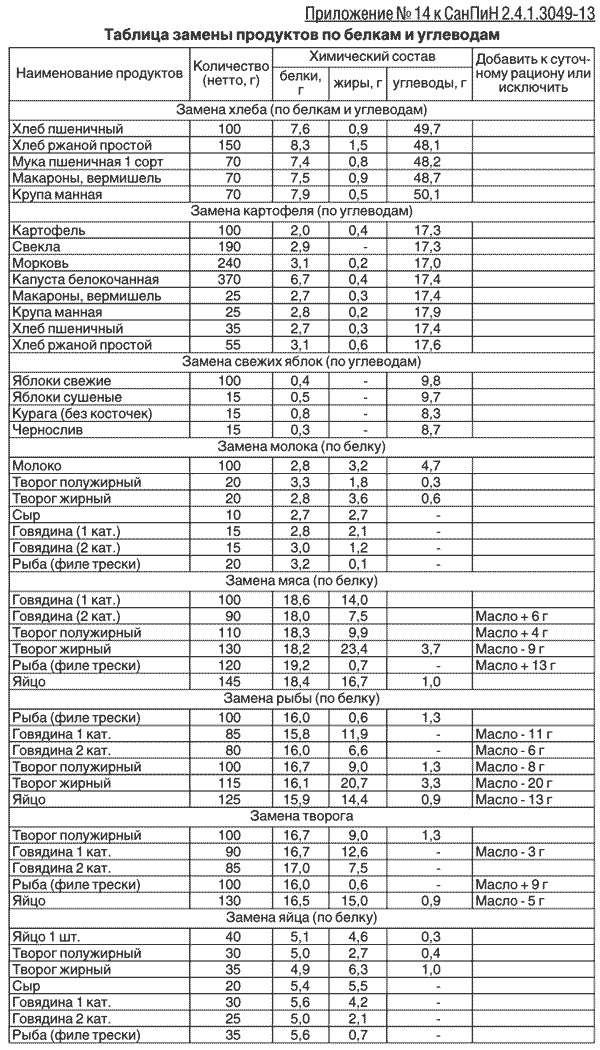 Приложение № 14 к СанПиН 2.4.1.3049-13
Таблица замены продуктов по белкам и углеводам
Наименование продуктов Количество (нетто, г) Химический состав Добавить к суточ-
белки, г жиры, г углеводы, г ному рациону или исключить
Замена хлеба (по белкам и углеводам)
Хлеб пшеничный 100 7,6 0,9 49,7
Хлеб ржаной простой 150 8,3 1,5 48,1
Мука пшеничная 1 сорт 70 7,4 0,8 48,2
Макароны, вермишель 70 7,5 0,9 48,7
Крупа манная 70 7,9 0,5 50,1
Замена картофеля (по углеводам)
Картофель 100 2,0 0,4 17,3
Свекла 190 2,9 - 17,3
Морковь 240 3,1 0,2 17,0
Капуста белокочанная 370 6,7 0,4 17,4
Макароны, вермишель 25 2,7 0,3 17,4
Крупа манная 25 2,8 0,2 17,9
Хлеб пшеничный 35 2,7 0,3 17,4
Хлеб ржаной простой 55 3,1 0,6 17,6
Замена свежих яблок (по углеводам)
Яблоки свежие 100 0,4 - 9,8
Яблоки сушеные 15 0,5 - 9,7
Курага (без косточек) 15 0,8 - 8,3
Чернослив 15 0,3 - 8,7
Замена молока (по белку)
Молоко 100 2,8 3,2 4,7
Творог полужирный 20 3,3 1,8 0,3
Творог жирный 20 2,8 3,6 0,6
Сыр 10 2,7 2,7 -
Говядина (1 кат.) 15 2,8 2,1 -
Говядина (2 кат.) 15 3,0 1,2 -
Рыба (филе трески) 20 3,2 0,1 -
Замена мяса (по белку)
Говядина (1 кат.) 100 18,6 14,0
Говядина (2 кат.) 90 18,0 7,5 Масло + 6 г
Творог полужирный 110 18,3 9,9 Масло + 4 г
Творог жирный 130 18,2 23,4 3,7 Масло - 9 г
Рыба (филе трески) 120 19,2 0,7 - Масло + 13 г
Яйцо 145 18,4 16,7 1,0
Замена рыбы (по белку)
Рыба (филе трески) 100 16,0 0,6 1,3
Говядина 1 кат. 85 15,8 11,9 - Масло - 11 г
Говядина 2 кат. 80 16,0 6,6 - Масло - 6 г
Творог полужирный 100 16,7 9,0 1,3 Масло - 8 г
Творог жирный 115 16,1 20,7 3,3 Масло - 20 г
Яйцо 125 15,9 14,4 0,9 Масло - 13 г
Замена творога
Творог полужирный 100 16,7 9,0 1,3
Говядина 1 кат. 90 16,7 12,6 - Масло - 3 г
Говядина 2 кат. 85 17,0 7,5 -
Рыба (филе трески) 100 16,0 0,6 - Масло + 9 г
Яйцо 130 16,5 15,0 0,9 Масло - 5 г
Замена яйца (по белку)
Яйцо 1 шт. 40 5,1 4,6 0,3
Творог полужирный 30 5,0 2,7 0,4
Творог жирный 35 4,9 6,3 1,0
Сыр 20 5,4 5,5 -
Говядина 1 кат. 30 5,6 4,2 -
Говядина 2 кат. 25 5,0 2,1 -
Рыба (филе трески) 35 5,6 0,7 -